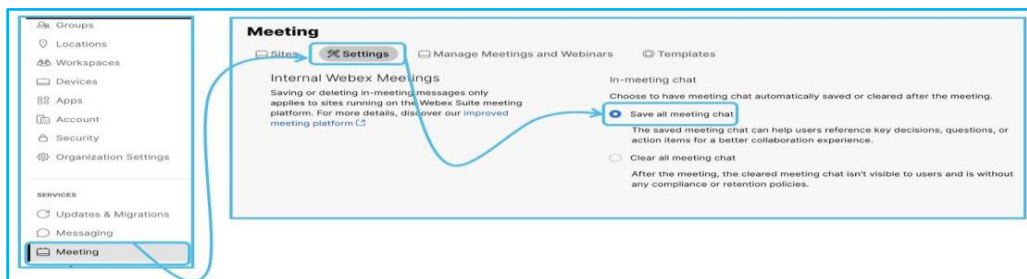 Groups
Locations
Workspaces
Devices
Apps
Account
Security
Organization Settings
SERVICES
Updates & Migrations
Messaging
Meeting
Meeting
Sites
Settings
Manage Meetings and Webinars
Templates
Internal Webex Meetings
Saving or deleting in-meeting messages only
applies to sites running on the Webex Suite meeting
platform. For more details, discover our improved
meeting platform
In-meeting chat
Choose to have meeting chat automatically saved or cleared after the meeting.
Save all meeting chat
The saved meeting chat can help users reference key decisions, questions, or
action items for a better collaboration experience.
Clear all meeting chat
After the meeting, the cleared meeting chat isn't visible to users and is without
any compliance or retention policies.